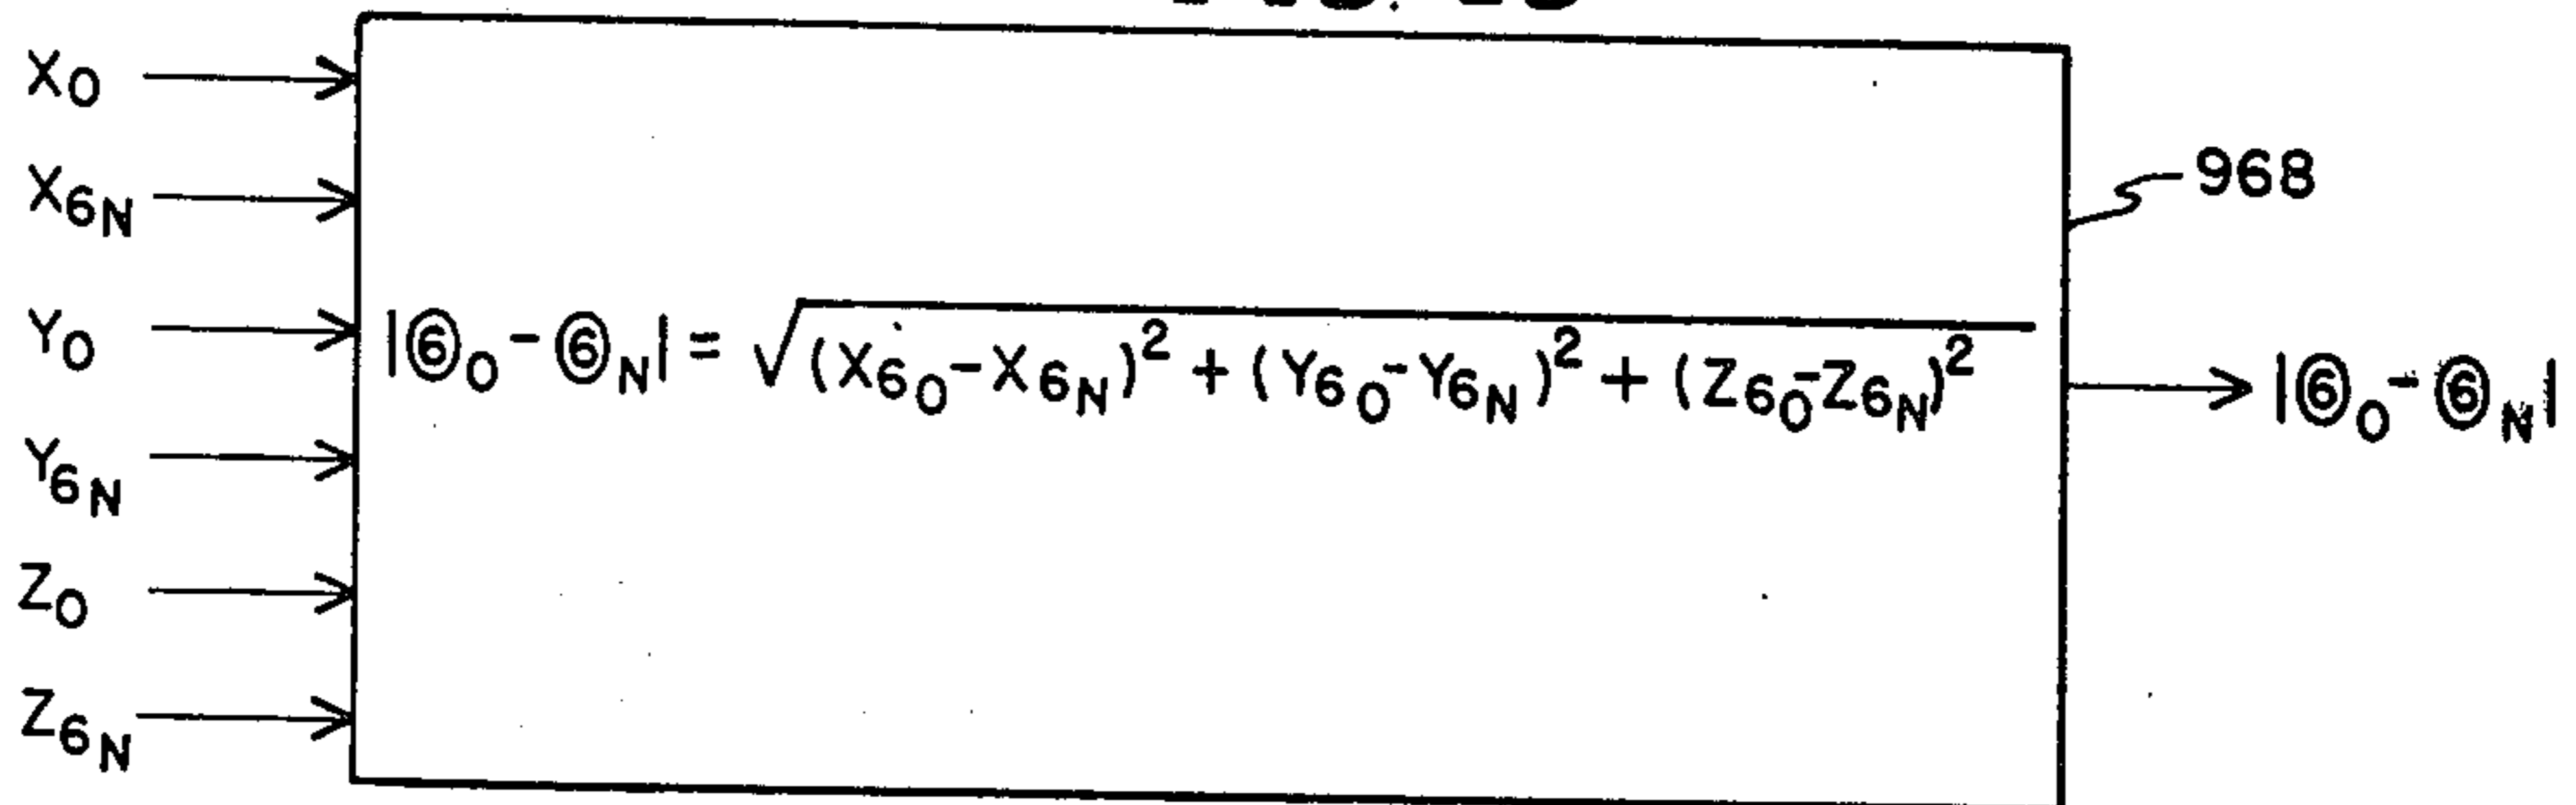 X₀
X₆ₙ
968
Y₀
|⑥₀-⑥ₙ| = √(X₆₀-X₆ₙ)² + (Y₆₀-Y₆ₙ)² + (Z₆₀-Z₆ₙ)²
|⑥₀-⑥ₙ|
Y₆ₙ
Z₀
Z₆ₙ